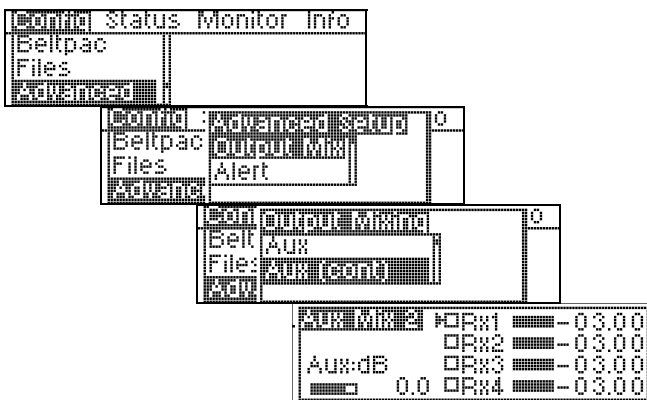 Config Status Monitor Info
Beltpac
Files
Advanced
Config : Advanced Setup o
Beltpac Output Mix
Files Alert
Advanc
Conf Output Mixing o
Belt Aux
Files Aux (cont)
Adv
Aux Mix 2 Rx1 -03.00
Rx2 -03.00
Aux:dB Rx3 -03.00
0.0 Rx4 -03.00